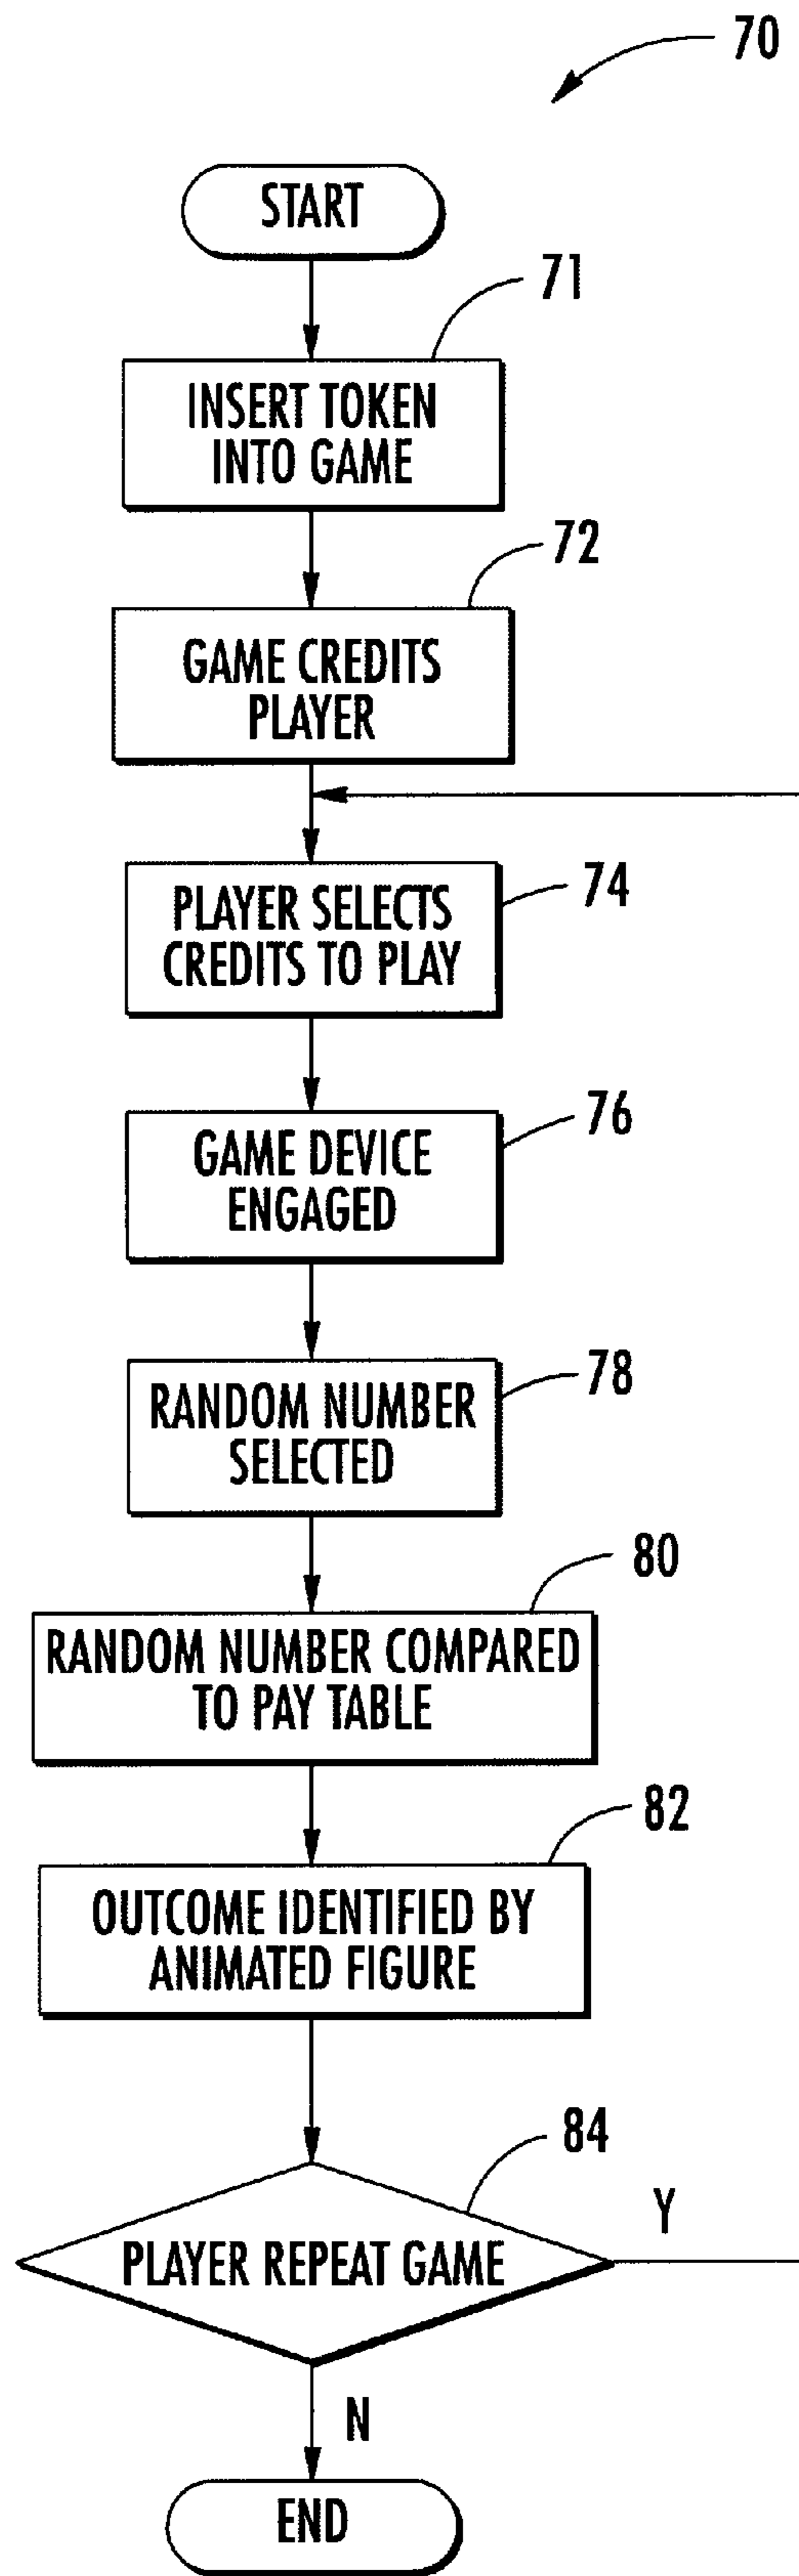 70
START
71
INSERT TOKEN
INTO GAME
72
GAME CREDITS
PLAYER
74
PLAYER SELECTS
CREDITS TO PLAY
76
GAME DEVICE
ENGAGED
78
RANDOM NUMBER
SELECTED
80
RANDOM NUMBER COMPARED
TO PAY TABLE
82
OUTCOME IDENTIFIED BY
ANIMATED FIGURE
84
PLAYER REPEAT GAME
Y
N
END